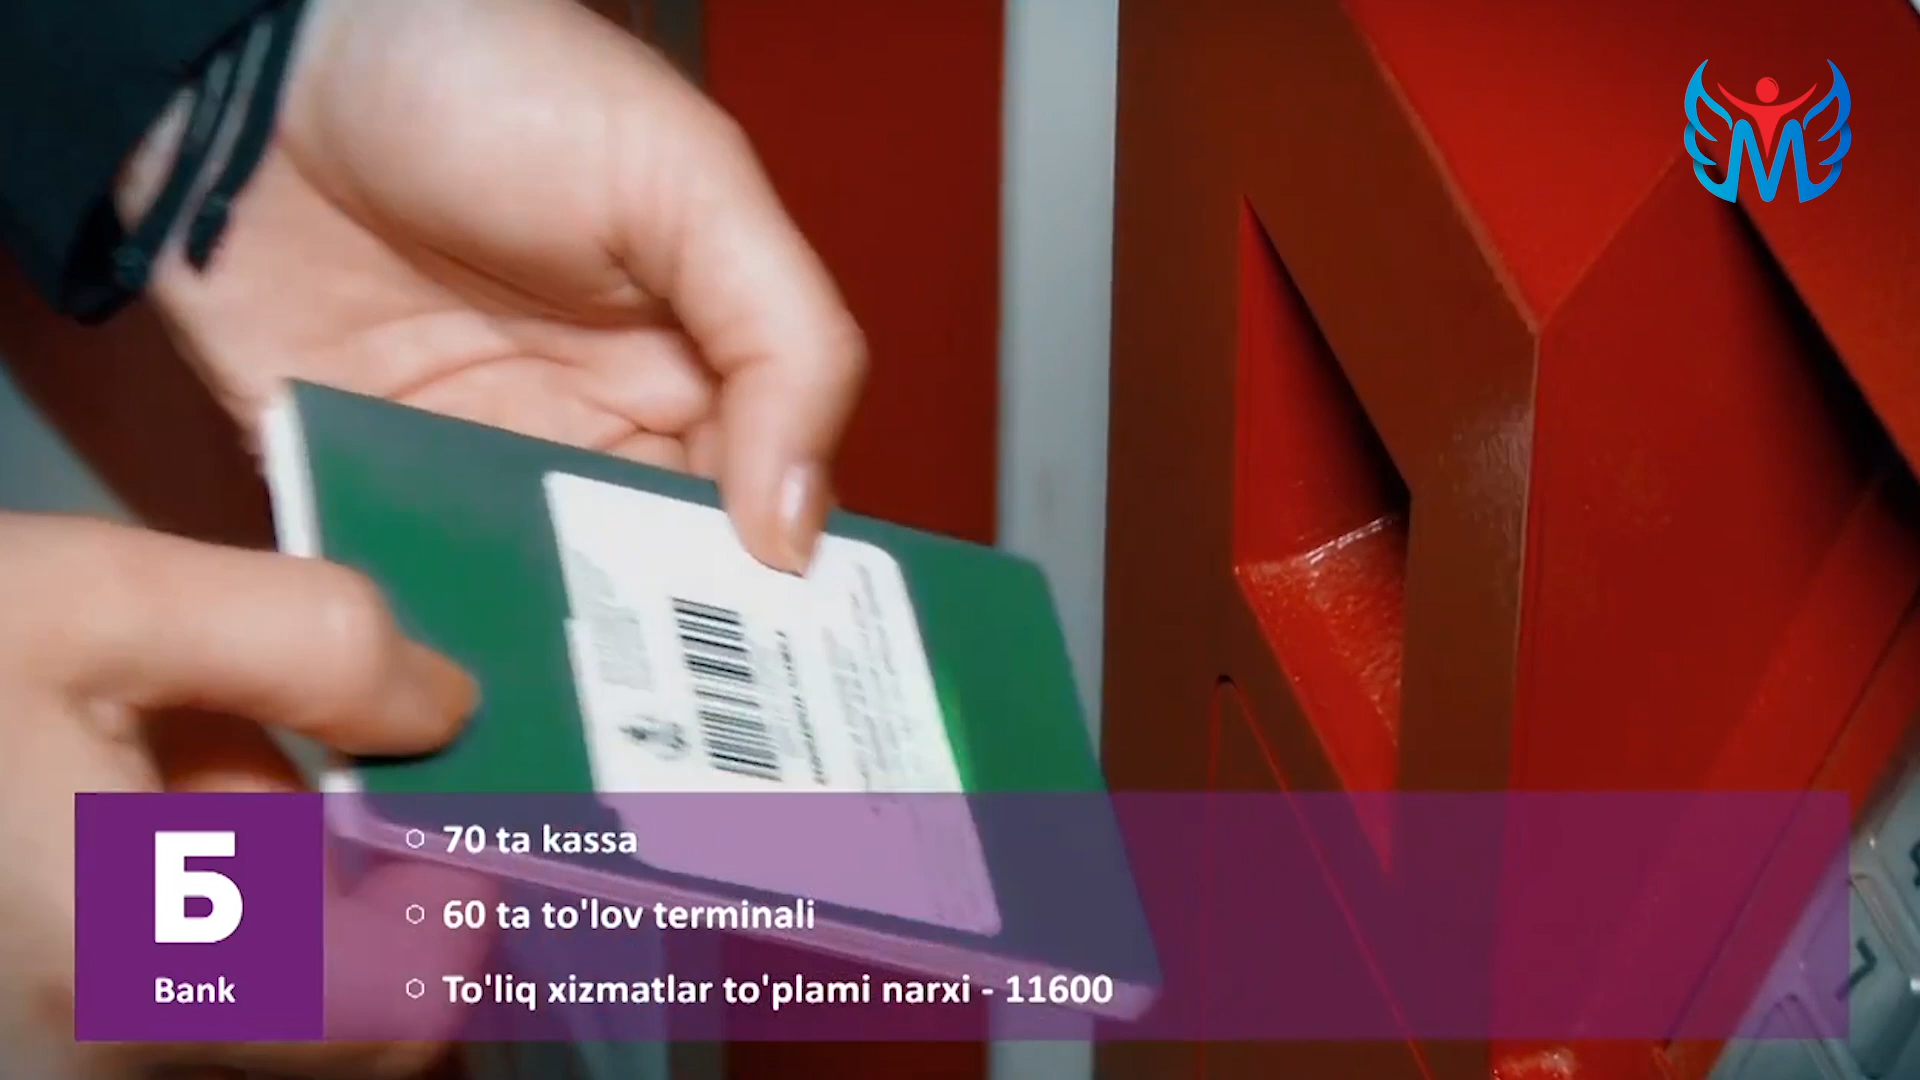 M
Б
Bank
70 ta kassa
60 ta to'lov terminali
To'liq xizmatlar to'plami narxi - 11600